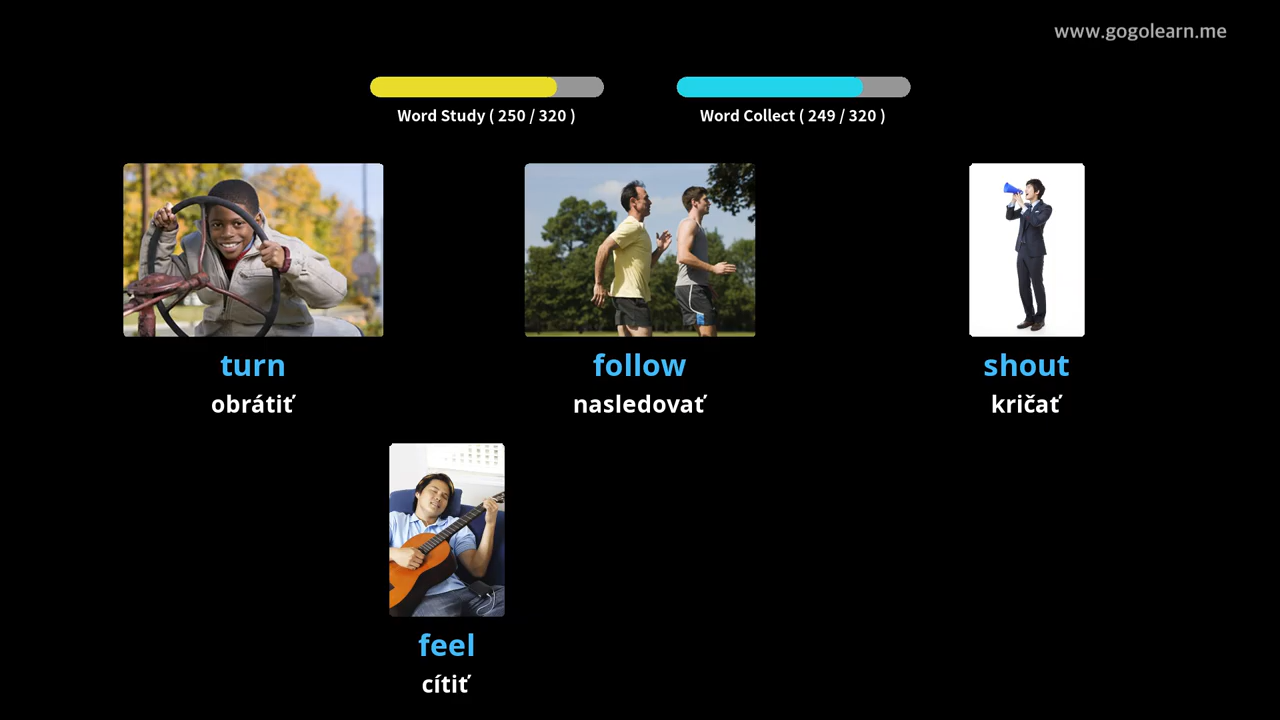 www.gogolearn.me
Word Study ( 250 / 320 )
Word Collect ( 249 / 320 )
turn
follow
shout
obrátiť
nasledovať
kričať
feel
cítiť